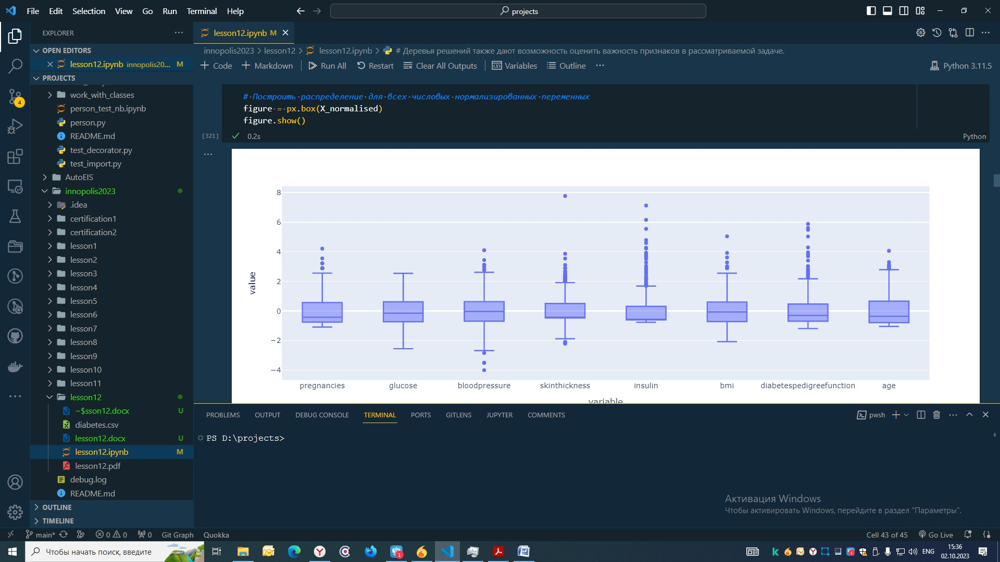 File Edit Selection View Go Run Terminal Help
projects
EXPLORER
lesson12.ipynb M
OPEN EDITORS
innopolis2023 > lesson12 > lesson12.ipynb > # Деревья решений также дают возможность оценить важность признаков в рассматриваемой задаче.
lesson12.ipynb innopolis20... M
Code Markdown Run All Restart Clear All Outputs Variables Outline ... Python 3.11.5
PROJECTS
work_with_classes
person_test_nb.ipynb
person.py
README.md
test_decorator.py
test_import.py
AutoEIS
innopolis2023
.idea
certification1
certification2
lesson1
lesson2
lesson3
lesson4
lesson5
lesson6
lesson7
lesson8
lesson9
lesson10
lesson11
lesson12
~$sson12.docx U
diabetes.csv
lesson12.docx U
lesson12.ipynb M
lesson12.pdf
debug.log
README.md
OUTLINE
TIMELINE
# Построить распределение для всех числовых нормализированных переменных
figure = px.box(X_normalised)
figure.show()
[321] 0.2s
Python
8
6
4
2
0
−2
−4
value
pregnancies glucose bloodpressure skinthickness insulin bmi diabetespedigreefunction age
variable
PROBLEMS OUTPUT DEBUG CONSOLE TERMINAL PORTS GITLENS JUPYTER COMMENTS pwsh
PS D:\projects>
Активация Windows
Чтобы активировать Windows, перейдите в раздел "Параметры".
main* 0 0 0 Git Graph Quokka Cell 43 of 45 Go Live
Чтобы начать поиск, введите
ENG
15:36
02.10.2023